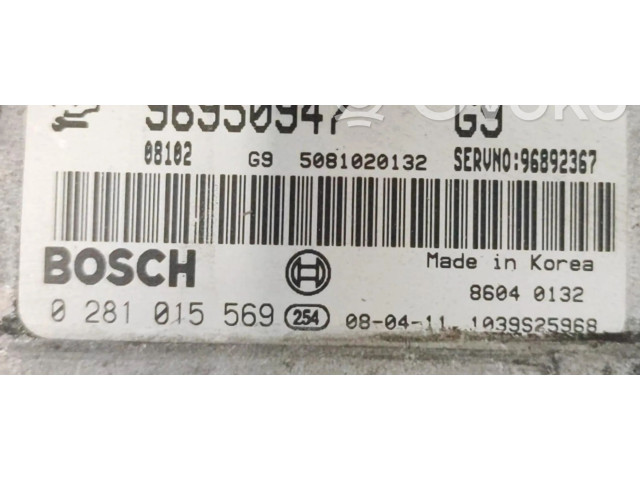 96950947 G9
08102 G9 5081020132 SERVNO:96892367
BOSCH Made in Korea
8604 0132
0 281 015 569 254 08-04-11 1039S25968